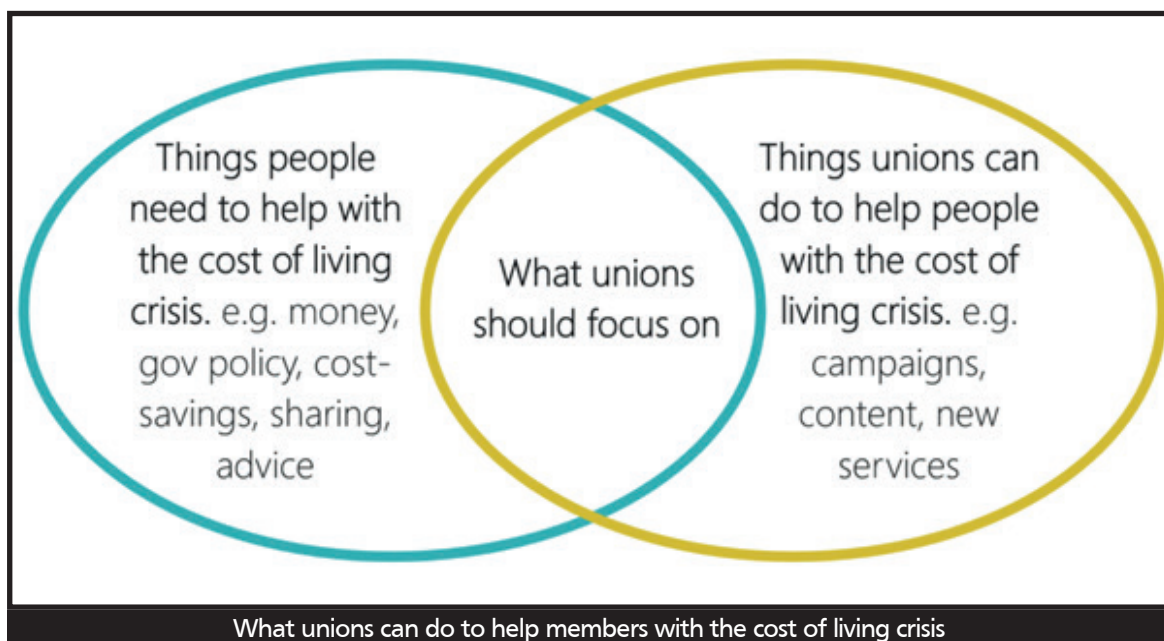 Things people
need to help with
the cost of living
crisis. e.g. money,
gov policy, cost-
savings, sharing,
advice
What unions
should focus on
Things unions can
do to help people
with the cost of
living crisis. e.g.
campaigns,
content, new
services
What unions can do to help members with the cost of living crisis